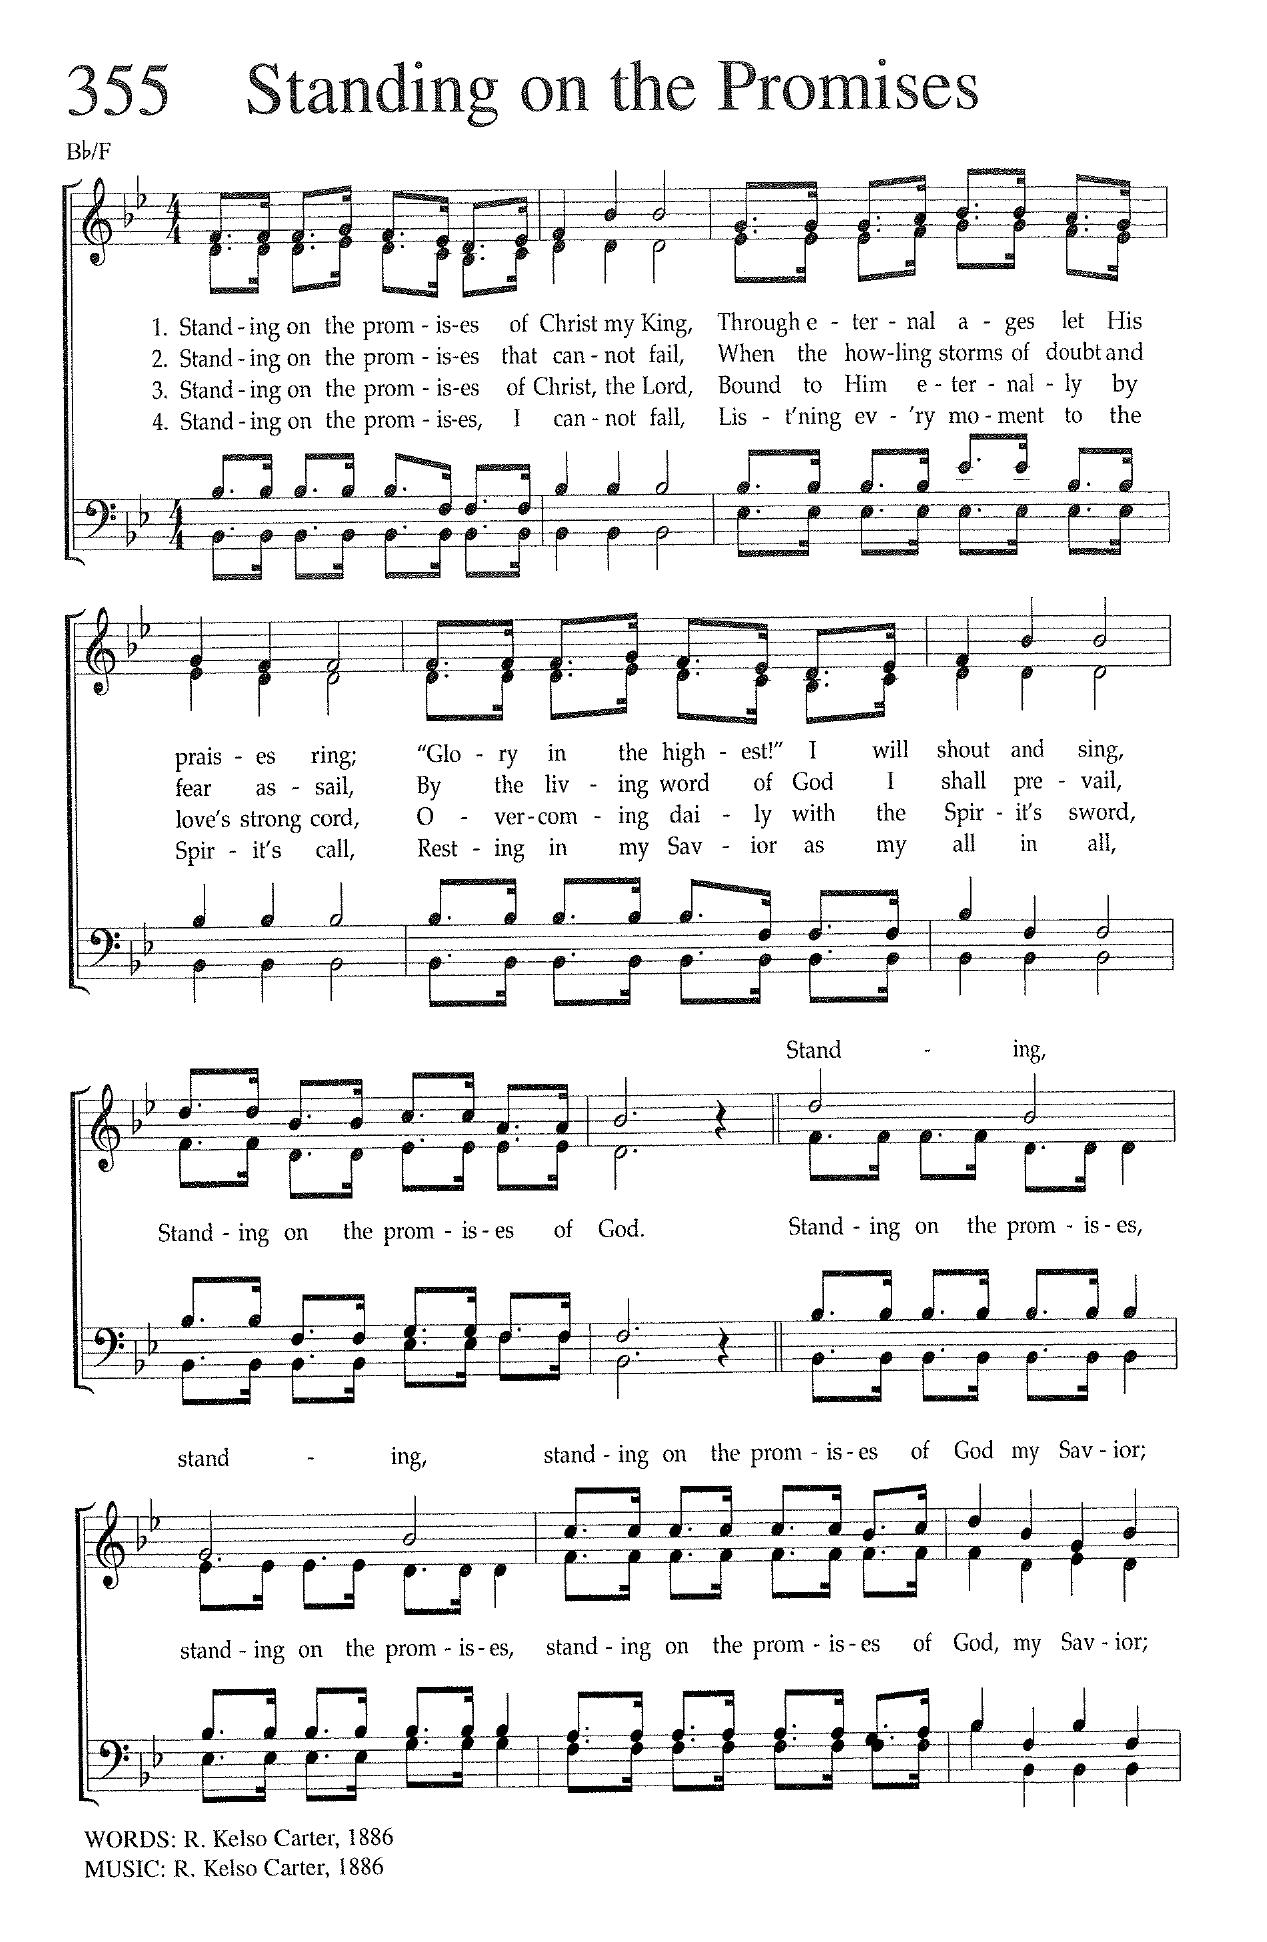 355 Standing on the Promises
B♭/F
1. Stand - ing on the prom - is-es of Christ my King, Through e - ter - nal a - ges let His
2. Stand - ing on the prom - is-es that can - not fail, When the how-ling storms of doubt and
3. Stand - ing on the prom - is-es of Christ, the Lord, Bound to Him e - ter - nal - ly by
4. Stand - ing on the prom - is-es, I can - not fall, Lis - t'ning ev - 'ry mo - ment to the
prais - es ring; “Glo - ry in the high - est!” I will shout and sing,
fear as - sail, By the liv - ing word of God I shall pre - vail,
love's strong cord, O - ver-com - ing dai - ly with the Spir - it's sword,
Spir - it's call, Rest - ing in my Sav - ior as my all in all,
Stand - ing,
Stand - ing on the prom - is - es of God. Stand - ing on the prom - is - es,
stand - ing, stand - ing on the prom - is - es of God my Sav - ior;
stand - ing on the prom - is - es, stand - ing on the prom - is - es of God, my Sav - ior;
WORDS: R. Kelso Carter, 1886
MUSIC: R. Kelso Carter, 1886